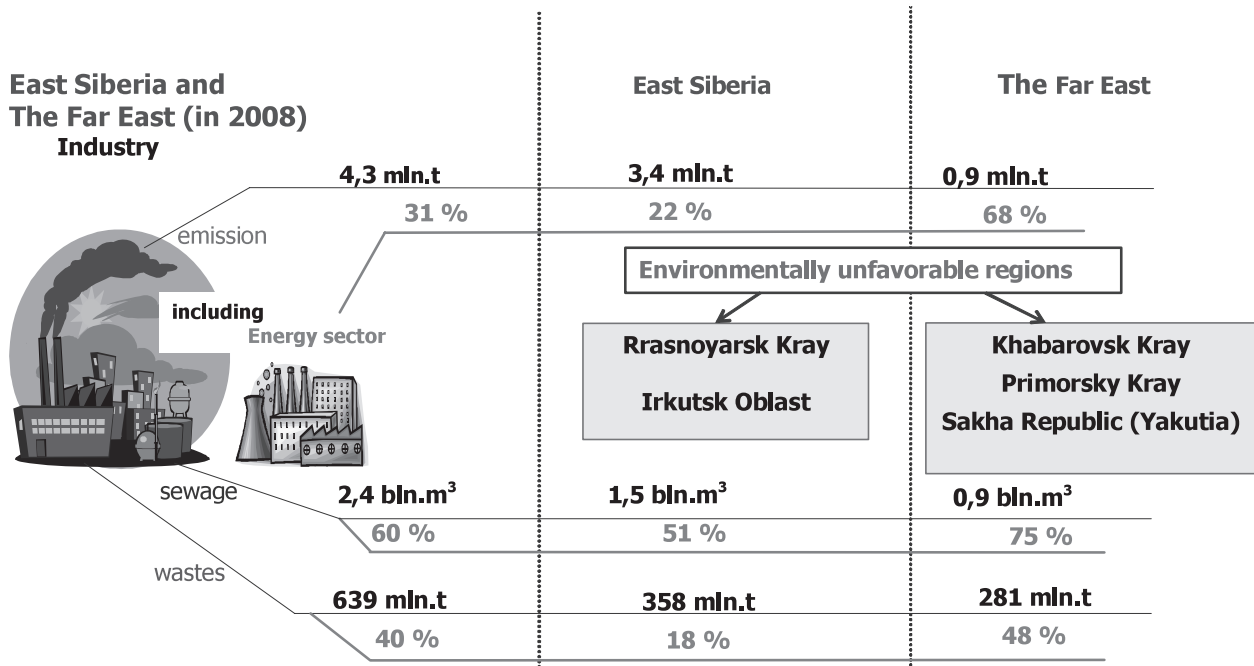 East Siberia and
The Far East (in 2008)
Industry
East Siberia
The Far East
4,3 mln.t
3,4 mln.t
0,9 mln.t
31 %
22 %
68 %
emission
Environmentally unfavorable regions
including
Energy sector
Rrasnoyarsk Kray
Irkutsk Oblast
Khabarovsk Kray
Primorsky Kray
Sakha Republic (Yakutia)
sewage
2,4 bln.m³
1,5 bln.m³
0,9 bln.m³
60 %
51 %
75 %
wastes
639 mln.t
358 mln.t
281 mln.t
40 %
18 %
48 %